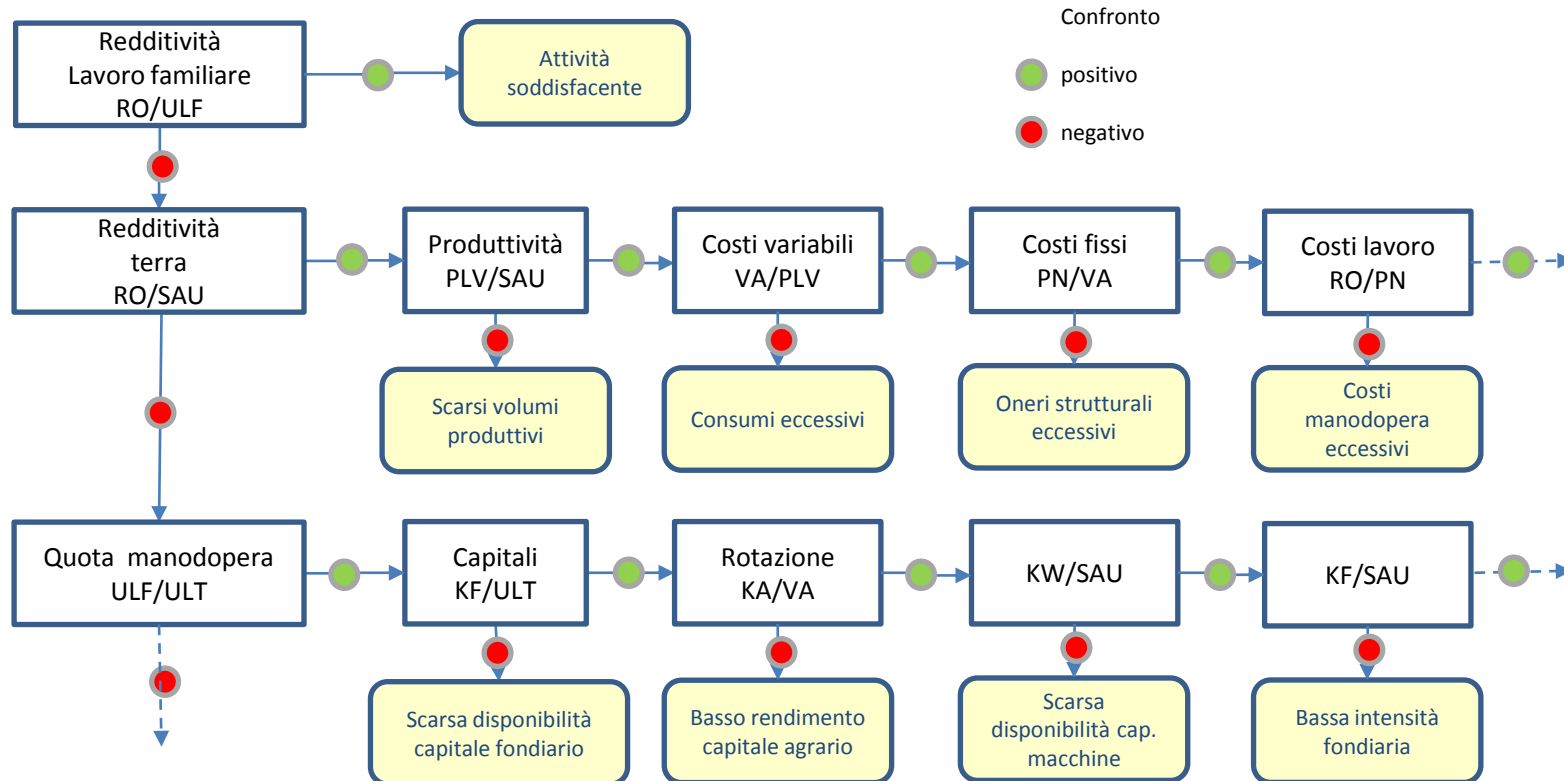 Confronto
positivo
negativo
Redditività
Lavoro familiare
RO/ULF
Attività
soddisfacente
Redditività
terra
RO/SAU
Produttività
PLV/SAU
Costi variabili
VA/PLV
Costi fissi
PN/VA
Costi lavoro
RO/PN
Scarsi volumi
produttivi
Consumi eccessivi
Oneri strutturali
eccessivi
Costi
manodopera
eccessivi
Quota manodopera
ULF/ULT
Capitali
KF/ULT
Rotazione
KA/VA
KW/SAU
KF/SAU
Scarsa disponibilità
capitale fondiario
Basso rendimento
capitale agrario
Scarsa
disponibilità cap.
macchine
Bassa intensità
fondiaria